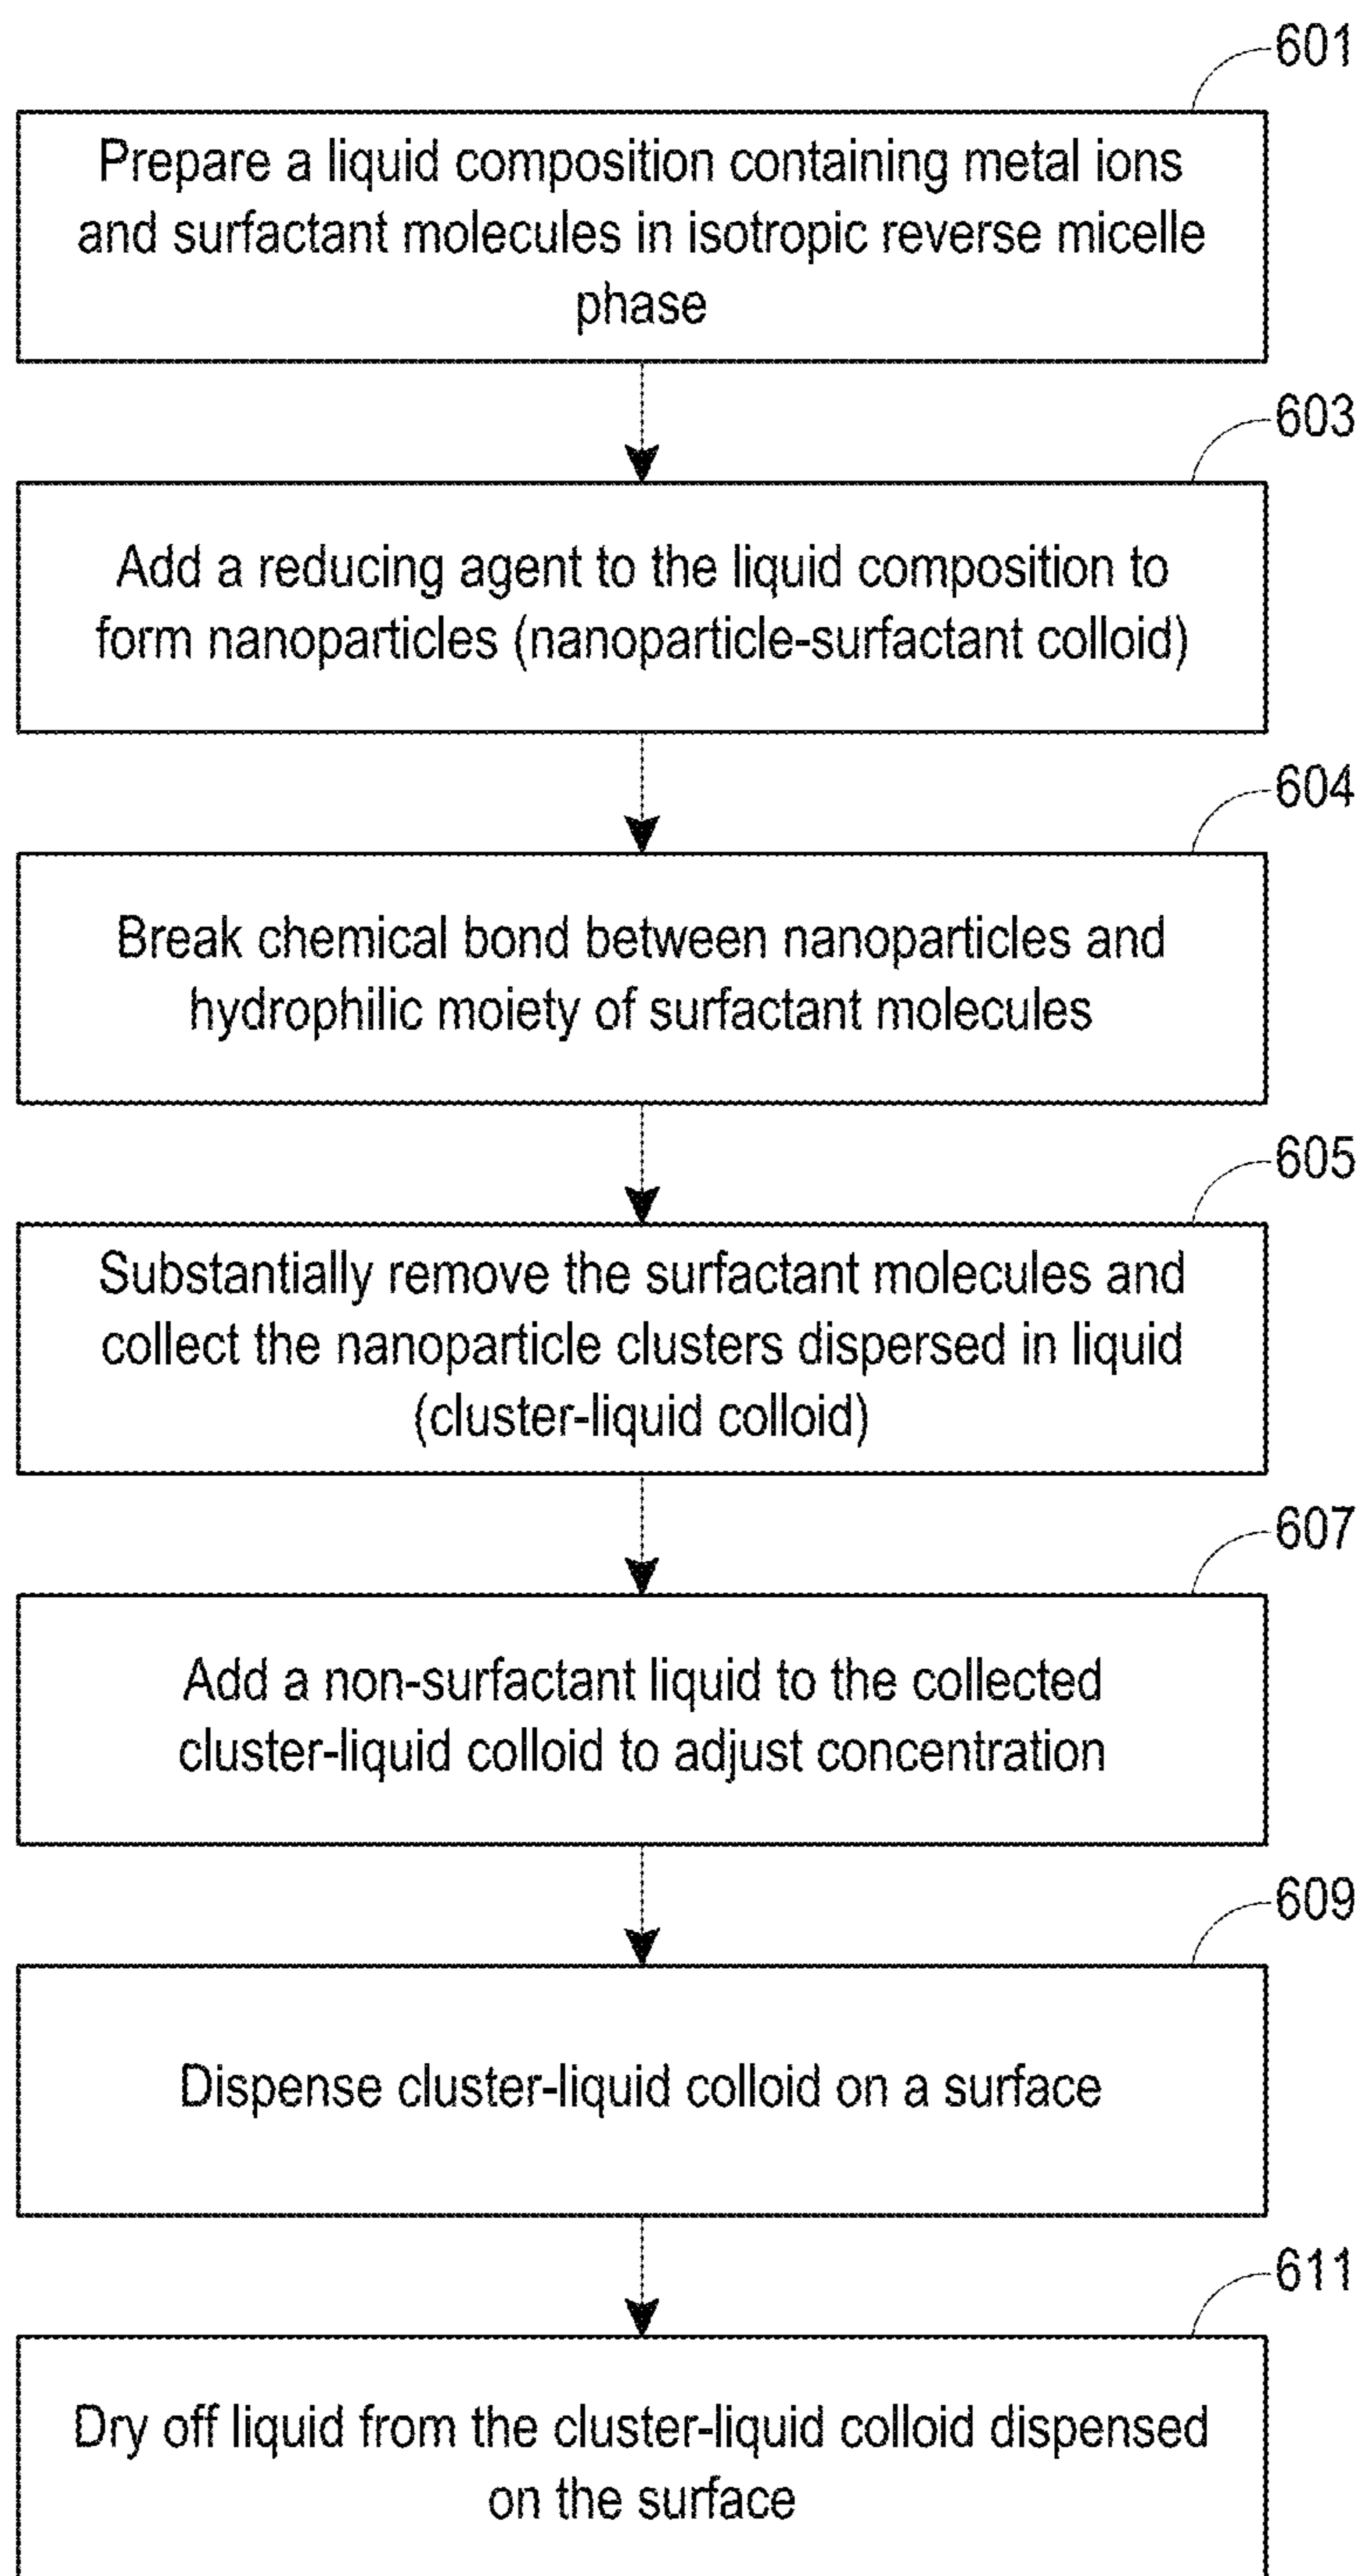 601
Prepare a liquid composition containing metal ions
and surfactant molecules in isotropic reverse micelle
phase
603
Add a reducing agent to the liquid composition to
form nanoparticles (nanoparticle-surfactant colloid)
604
Break chemical bond between nanoparticles and
hydrophilic moiety of surfactant molecules
605
Substantially remove the surfactant molecules and
collect the nanoparticle clusters dispersed in liquid
(cluster-liquid colloid)
607
Add a non-surfactant liquid to the collected
cluster-liquid colloid to adjust concentration
609
Dispense cluster-liquid colloid on a surface
611
Dry off liquid from the cluster-liquid colloid dispensed
on the surface